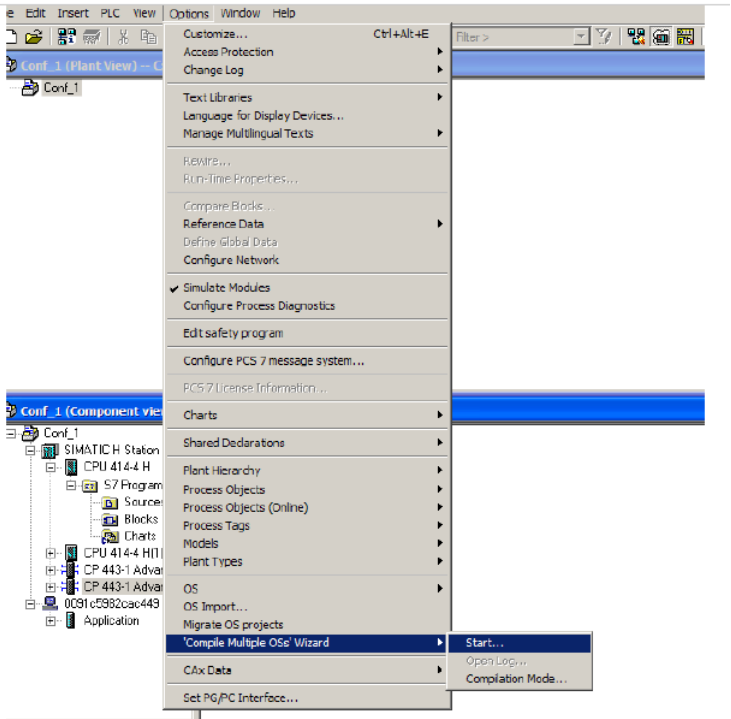 e Edit Insert PLC View Options Window Help
Filter >
Conf_1 (Plant View) -- C
Conf_1
Customize... Ctrl+Alt+E
Access Protection
Change Log
Text Libraries
Language for Display Devices...
Manage Multilingual Texts
Rewire...
Run-Time Properties...
Compare Blocks...
Reference Data
Define Global Data
Configure Network
Simulate Modules
Configure Process Diagnostics
Edit safety program
Configure PCS 7 message system...
PCS 7 License Information...
Charts
Shared Declarations
Plant Hierarchy
Process Objects
Process Objects (Online)
Process Tags
Models
Plant Types
OS
OS Import...
Migrate OS projects
'Compile Multiple OSs' Wizard
CAx Data
Set PG/PC Interface...
Start...
Open Log...
Compilation Mode...
Conf_1 (Component vie
Conf_1
SIMATIC H Station
CPU 414-4 H
S7 Program
Sources
Blocks
Charts
CPU 414-4 H(1)
CP 443-1 Advar
CP 443-1 Advar
0091c5982cac449
Application